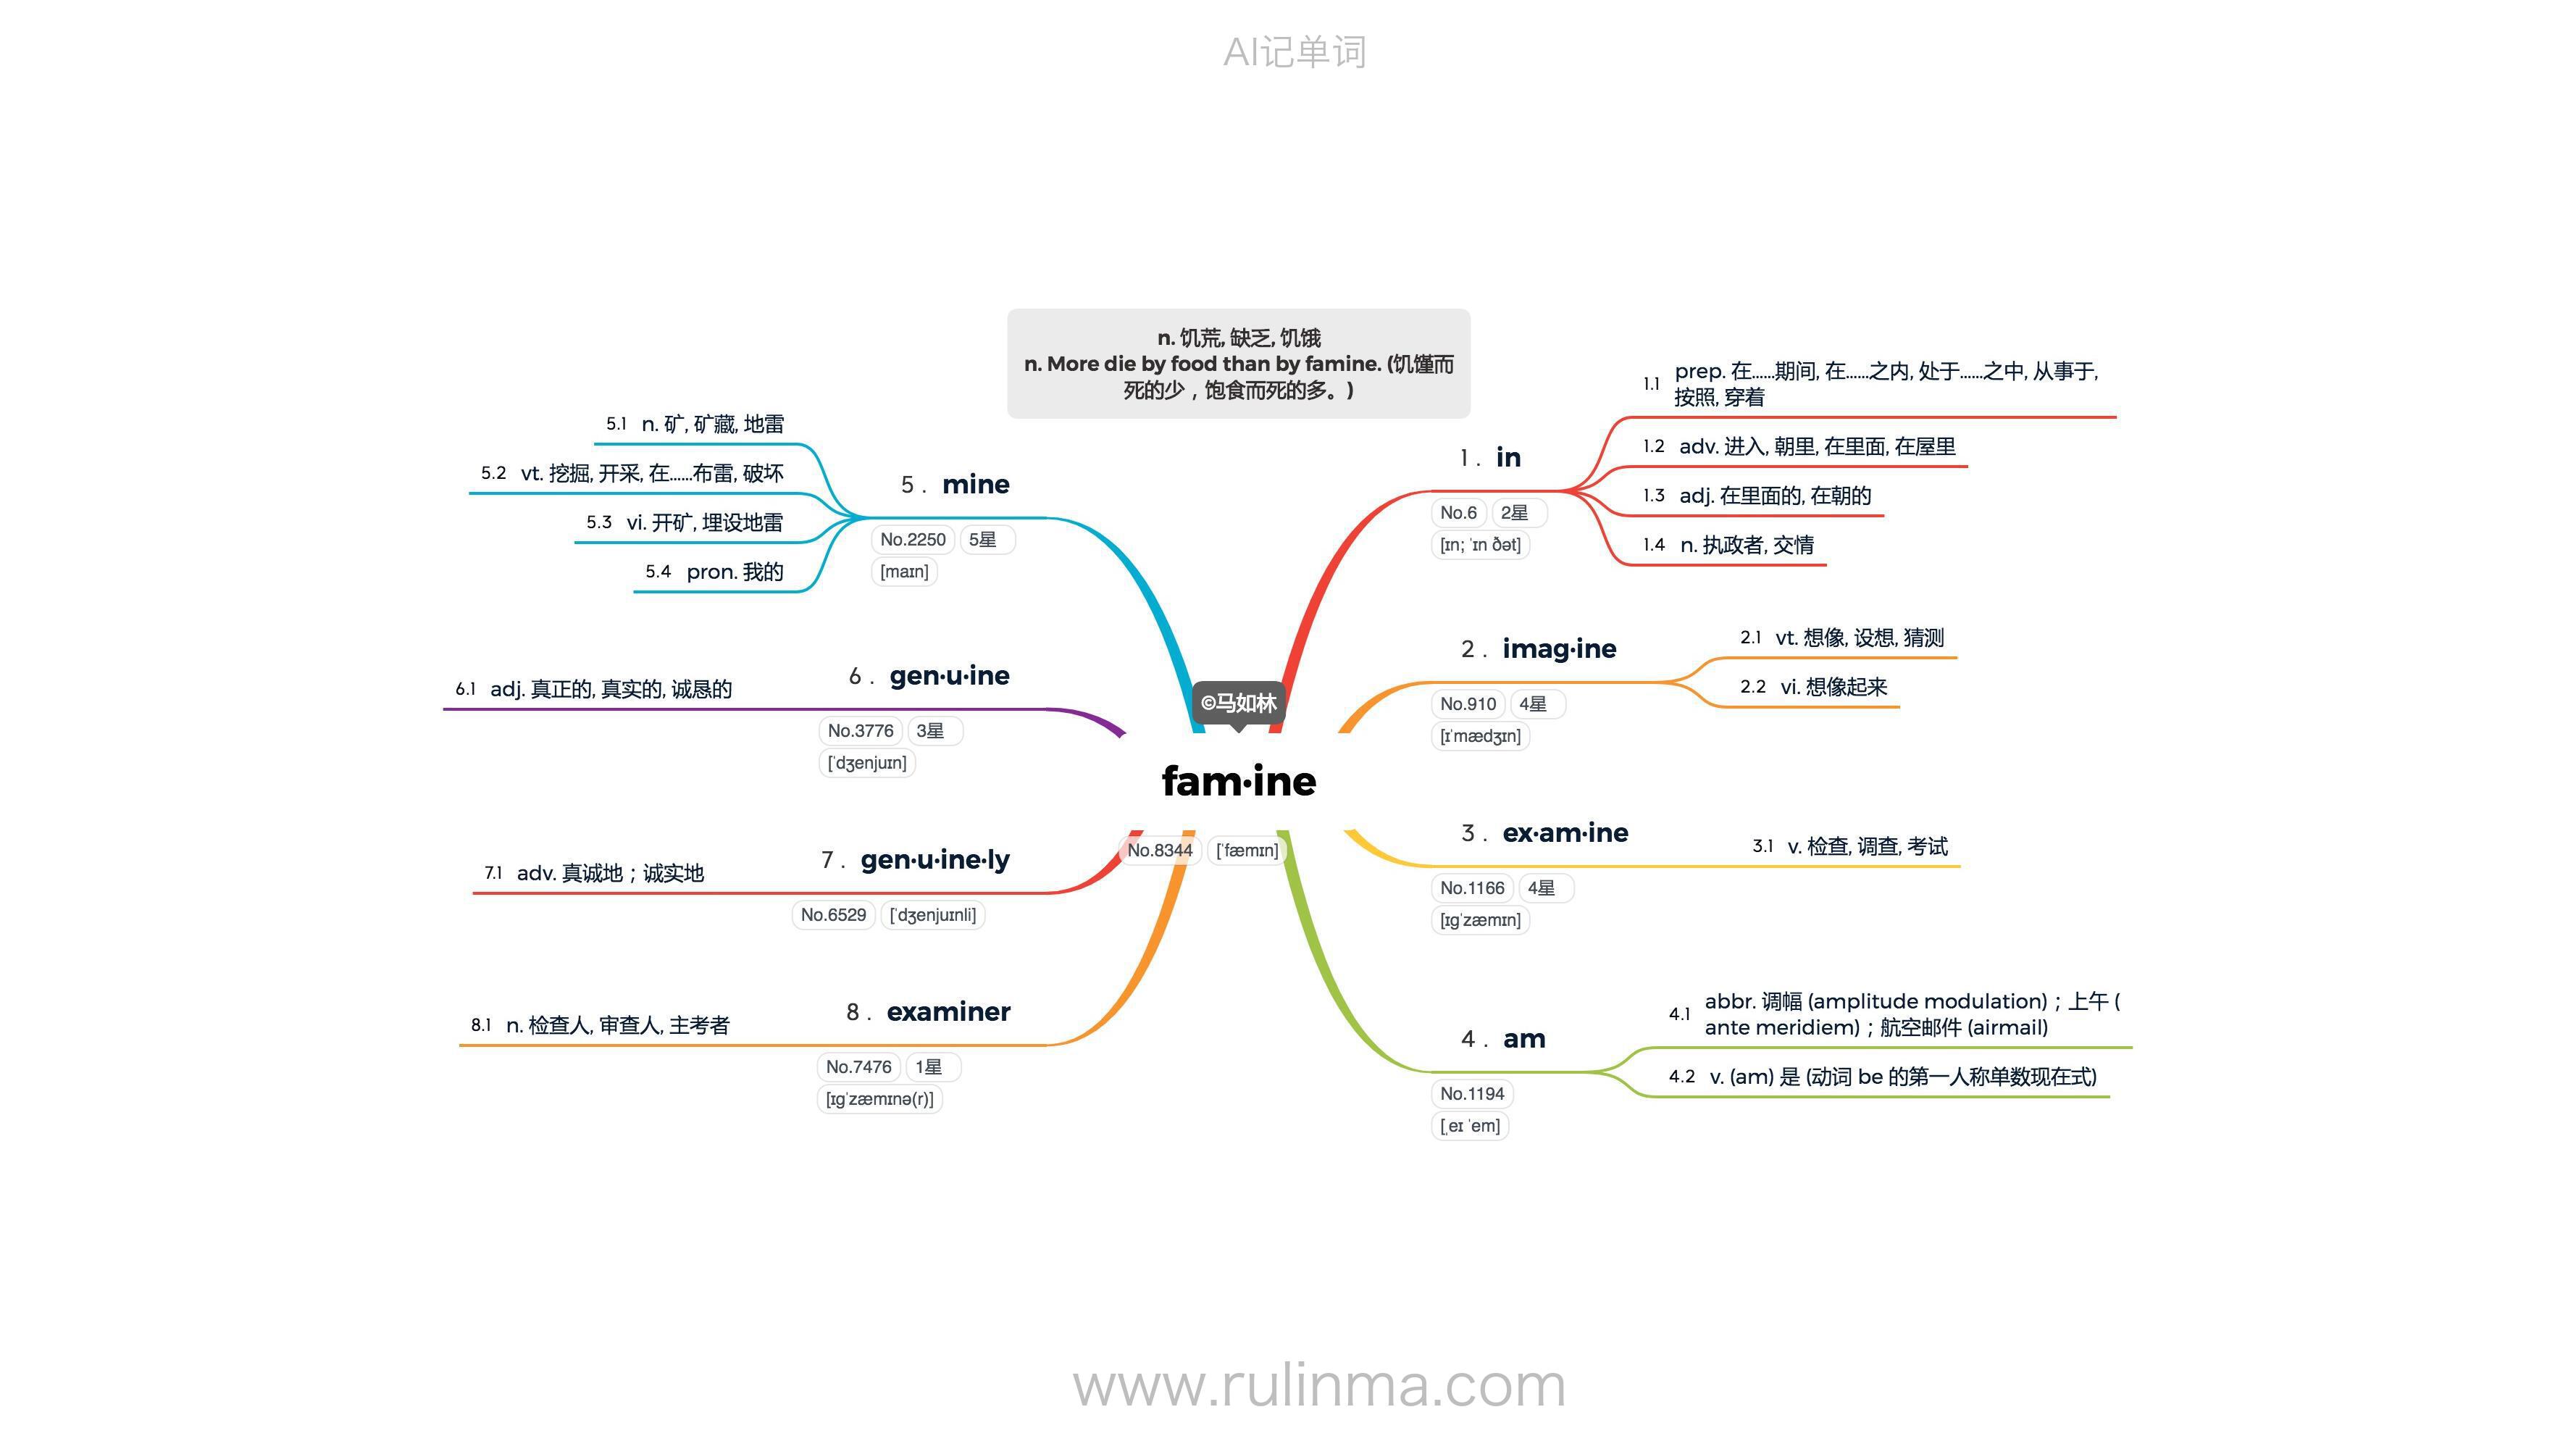 AI记单词
n. 饥荒, 缺乏, 饥饿
n. More die by food than by famine. (饥馑而
死的少，饱食而死的多。)
©马如林
fam·ine
No.8344 [ˈfæmɪn]
1 . in
No.6 2星
[ɪn; ˈɪn ðət]
1.1 prep. 在......期间, 在......之内, 处于......之中, 从事于,
按照, 穿着
1.2 adv. 进入, 朝里, 在里面, 在屋里
1.3 adj. 在里面的, 在朝的
1.4 n. 执政者, 交情
2 . imag·ine
No.910 4星
[ɪˈmædʒɪn]
2.1 vt. 想像, 设想, 猜测
2.2 vi. 想像起来
3 . ex·am·ine
No.1166 4星
[ɪɡˈzæmɪn]
3.1 v. 检查, 调查, 考试
4 . am
No.1194
[ˌeɪ ˈem]
4.1 abbr. 调幅 (amplitude modulation)；上午 (
ante meridiem)；航空邮件 (airmail)
4.2 v. (am) 是 (动词 be 的第一人称单数现在式)
5 . mine
No.2250 5星
[maɪn]
5.1 n. 矿, 矿藏, 地雷
5.2 vt. 挖掘, 开采, 在......布雷, 破坏
5.3 vi. 开矿, 埋设地雷
5.4 pron. 我的
6 . gen·u·ine
No.3776 3星
[ˈdʒenjuɪn]
6.1 adj. 真正的, 真实的, 诚恳的
7 . gen·u·ine·ly
No.6529 [ˈdʒenjuɪnli]
7.1 adv. 真诚地；诚实地
8 . examiner
No.7476 1星
[ɪɡˈzæmɪnə(r)]
8.1 n. 检查人, 审查人, 主考者
www.rulinma.com